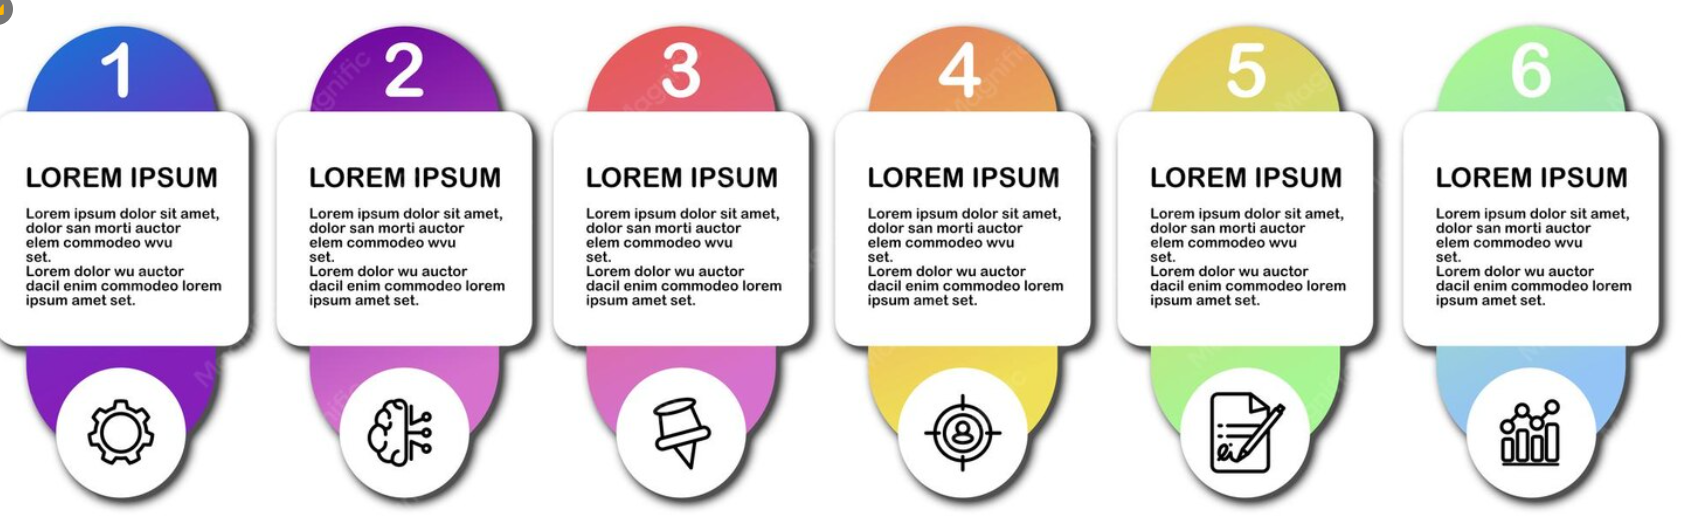 1
LOREM IPSUM
Lorem ipsum dolor sit amet,
dolor san morti auctor
elem commodeo wvu
set.
Lorem dolor wu auctor
dacil enim commodeo lorem
ipsum amet set.
2
LOREM IPSUM
Lorem ipsum dolor sit amet,
dolor san morti auctor
elem commodeo wvu
set.
Lorem dolor wu auctor
dacil enim commodeo lorem
ipsum amet set.
3
LOREM IPSUM
Lorem ipsum dolor sit amet,
dolor san morti auctor
elem commodeo wvu
set.
Lorem dolor wu auctor
dacil enim commodeo lorem
ipsum amet set.
4
LOREM IPSUM
Lorem ipsum dolor sit amet,
dolor san morti auctor
elem commodeo wvu
set.
Lorem dolor wu auctor
dacil enim commodeo lorem
ipsum amet set.
5
LOREM IPSUM
Lorem ipsum dolor sit amet,
dolor san morti auctor
elem commodeo wvu
set.
Lorem dolor wu auctor
dacil enim commodeo lorem
ipsum amet set.
6
LOREM IPSUM
Lorem ipsum dolor sit amet,
dolor san morti auctor
elem commodeo wvu
set.
Lorem dolor wu auctor
dacil enim commodeo lorem
ipsum amet set.